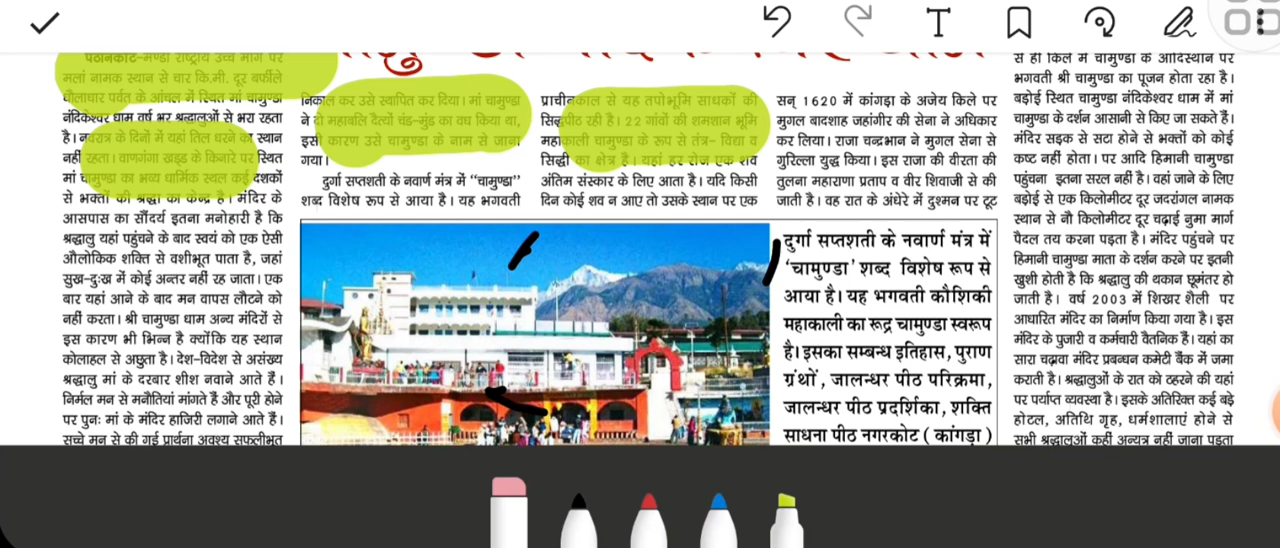 पठानकोट-मण्डी राष्ट्रीय उच्च मार्ग पर
मलां नामक स्थान से चार कि.मी. दूर बर्फीले
धौलाधार पर्वत के आंचल में स्थित मां चामुण्डा
नंदिकेश्वर धाम वर्ष भर श्रद्धालुओं से भरा रहता
है। नवरात्र के दिनों में यहां तिल धरने का स्थान
नहीं रहता। वाणगंगा खड्ड के किनारे पर स्थित
मां चामुण्डा का भव्य धार्मिक स्थल कई दशकों
से भक्तों की श्रद्धा का केन्द्र है। मंदिर के
आसपास का सौंदर्य इतना मनोहारी है कि
श्रद्धालु यहां पहुंचने के बाद स्वयं को एक ऐसी
औलोकिक शक्ति से वशीभूत पाता है, जहां
सुख-दुःख में कोई अन्तर नहीं रह जाता। एक
बार यहां आने के बाद मन वापस लौटने को
नहीं करता। श्री चामुण्डा धाम अन्य मंदिरों से
इस कारण भी भिन्न है क्योंकि यह स्थान
कोलाहल से अछुता है। देश-विदेश से असंख्य
श्रद्धालु मां के दरबार शीश नवाने आते हैं।
निर्मल मन से मनौतियां मांगते हैं और पूरी होने
पर पुनः मां के मंदिर हाजिरी लगाने आते हैं।
सच्चे मन से की गई प्रार्थना अवश्य सफलीभूत
निकाल कर उसे स्थापित कर दिया। मां चामुण्डा
ने दो महाबलि दैत्यों चंड-मुंड का वध किया था,
इसी कारण उसे चामुण्डा के नाम से जाना
गया।
दुर्गा सप्तशती के नवार्ण मंत्र में "चामुण्डा"
शब्द विशेष रूप से आया है। यह भगवती
प्राचीनकाल से यह तपोभूमि साधकों की
सिद्धपीठ रही है। 22 गांवों की शमशान भूमि
महाकाली चामुण्डा के रूप से तंत्र- विद्या व
सिद्धी का क्षेत्र है। यहां हर रोज एक शव
अंतिम संस्कार के लिए आता है। यदि किसी
दिन कोई शव न आए तो उसके स्थान पर एक
सन् 1620 में कांगड़ा के अजेय किले पर
मुगल बादशाह जहांगीर की सेना ने अधिकार
कर लिया। राजा चन्द्रभान ने मुगल सेना से
गुरिल्ला युद्ध किया। इस राजा की वीरता की
तुलना महाराणा प्रताप व वीर शिवाजी से की
जाती है। वह रात के अंधेरे में दुश्मन पर टूट
दुर्गा सप्तशती के नवार्ण मंत्र में
'चामुण्डा' शब्द विशेष रूप से
आया है। यह भगवती कौशिकी
महाकाली का रूद्र चामुण्डा स्वरूप
है। इसका सम्बन्ध इतिहास, पुराण
ग्रंथों, जालन्धर पीठ परिक्रमा,
जालन्धर पीठ प्रदर्शिका, शक्ति
साधना पीठ नगरकोट ( कांगड़ा )
से ही किले में चामुण्डा के आदिस्थान पर
भगवती श्री चामुण्डा का पूजन होता रहा है।
बड़ोई स्थित चामुण्डा नंदिकेश्वर धाम में मां
चामुण्डा के दर्शन आसानी से किए जा सकते हैं।
मंदिर सड़क से सटा होने से भक्तों को कोई
कष्ट नहीं होता। पर आदि हिमानी चामुण्डा
पहुंचना इतना सरल नहीं है। वहां जाने के लिए
बड़ोई से एक किलोमीटर दूर जदरांगल नामक
स्थान से नौ किलोमीटर दूर चढ़ाई नुमा मार्ग
पैदल तय करना पड़ता है। मंदिर पहुंचने पर
हिमानी चामुण्डा माता के दर्शन करने पर इतनी
खुशी होती है कि श्रद्धालु की थकान छूमंतर हो
जाती है। वर्ष 2003 में शिखर शैली पर
आधारित मंदिर का निर्माण किया गया है। इस
मंदिर के पुजारी व कर्मचारी वैतनिक हैं। यहां का
सारा चढ़ावा मंदिर प्रबन्धन कमेटी बैंक में जमा
कराती है। श्रद्धालुओं के रात को ठहरने की यहां
पर पर्याप्त व्यवस्था है। इसके अतिरिक्त कई बड़े
होटल, अतिथि गृह, धर्मशालाएं होने से
सभी श्रद्धालुओं कहीं अन्यत्र नहीं जाना पड़ता